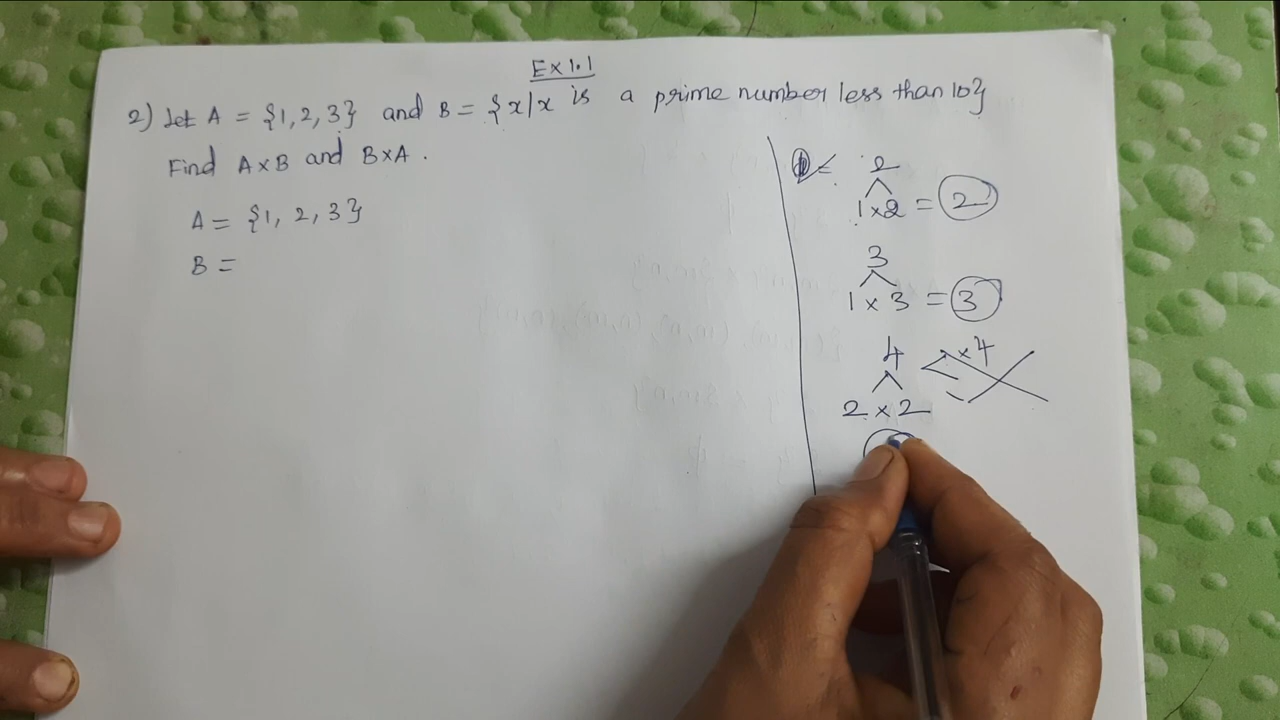 Ex 1.1
2) Let A = {1, 2, 3} and B = {x/x is a prime number less than 10}
Find A×B and B×A.
A = {1, 2, 3}
B =
2
1×2 = 2
3
1 × 3 = 3
4 ×4
2 × 2